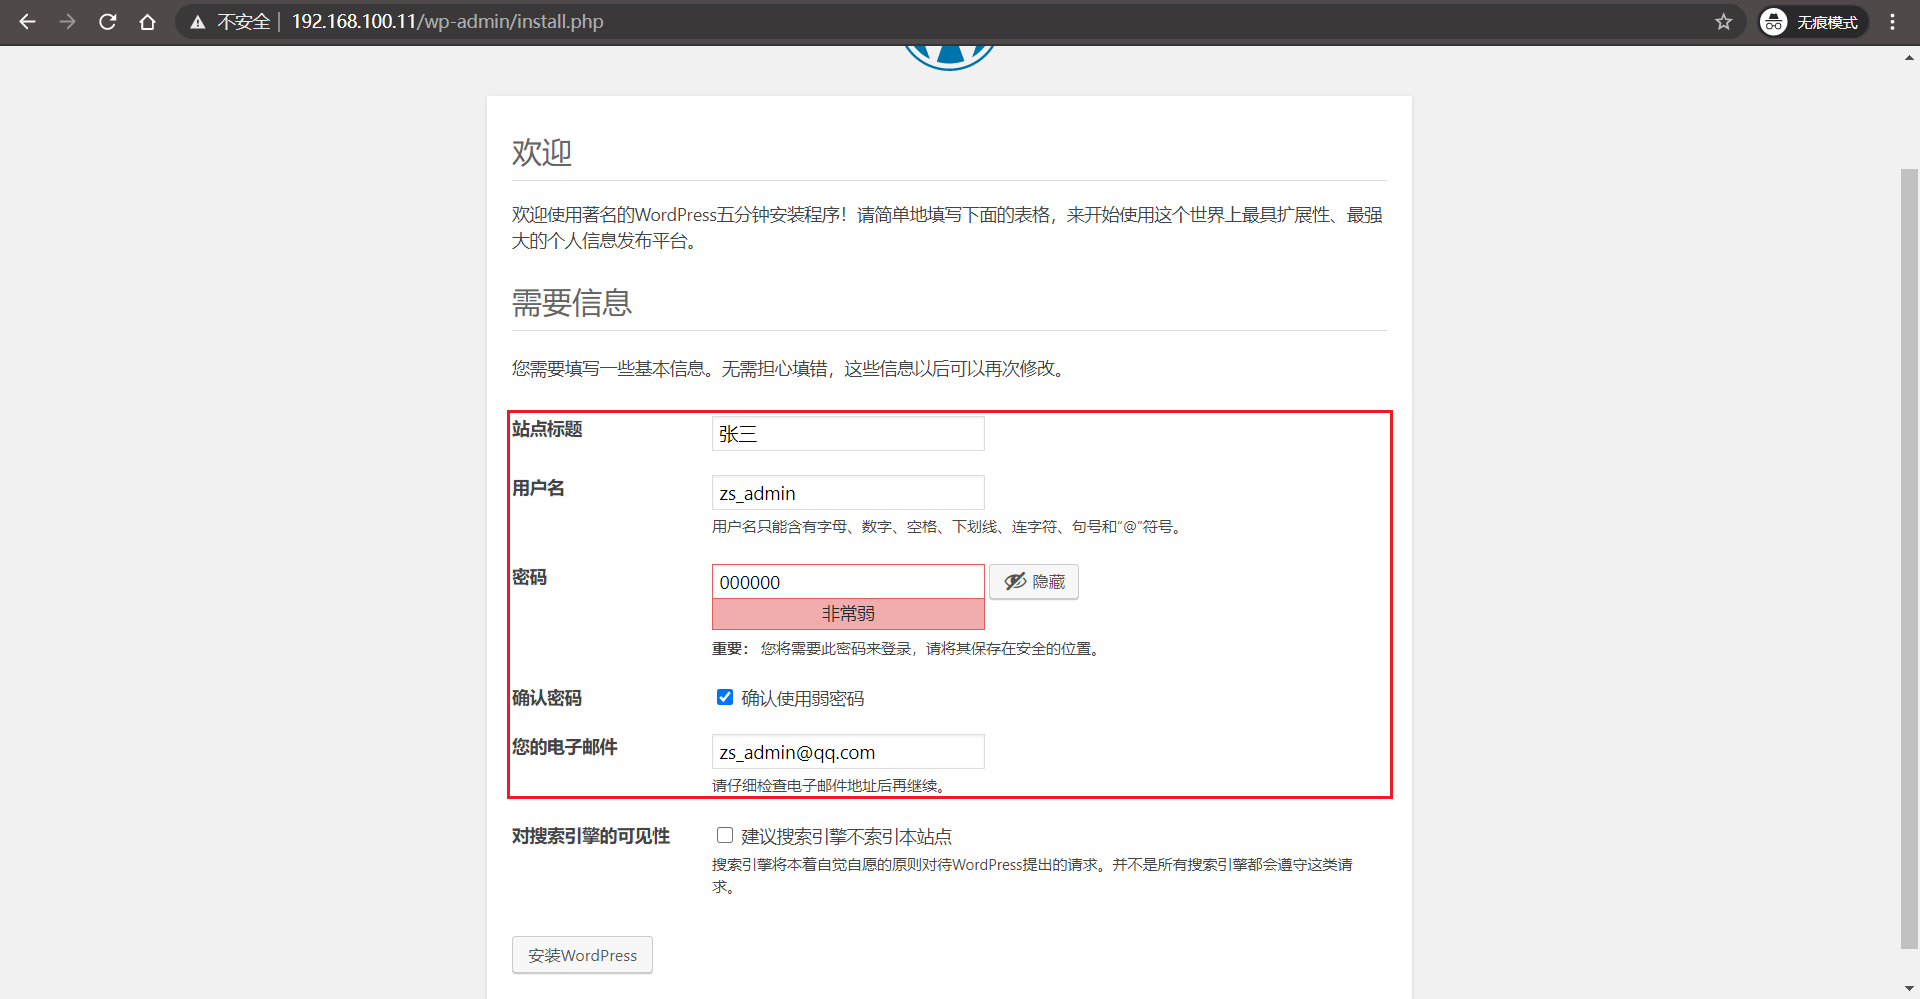 不安全 192.168.100.11/wp-admin/install.php 无痕模式
欢迎
欢迎使用著名的WordPress五分钟安装程序！请简单地填写下面的表格，来开始使用这个世界上最具扩展性、最强
大的个人信息发布平台。
需要信息
您需要填写一些基本信息。无需担心填错，这些信息以后可以再次修改。
站点标题 张三
用户名 zs_admin
用户名只能含有字母、数字、空格、下划线、连字符、句号和“@”符号。
密码 000000 隐藏
非常弱
重要： 您将需要此密码来登录，请将其保存在安全的位置。
确认密码 确认使用弱密码
您的电子邮件 zs_admin@qq.com
请仔细检查电子邮件地址后再继续。
对搜索引擎的可见性 建议搜索引擎不索引本站点
搜索引擎将本着自觉自愿的原则对待WordPress提出的请求。并不是所有搜索引擎都会遵守这类请
求。
安装WordPress